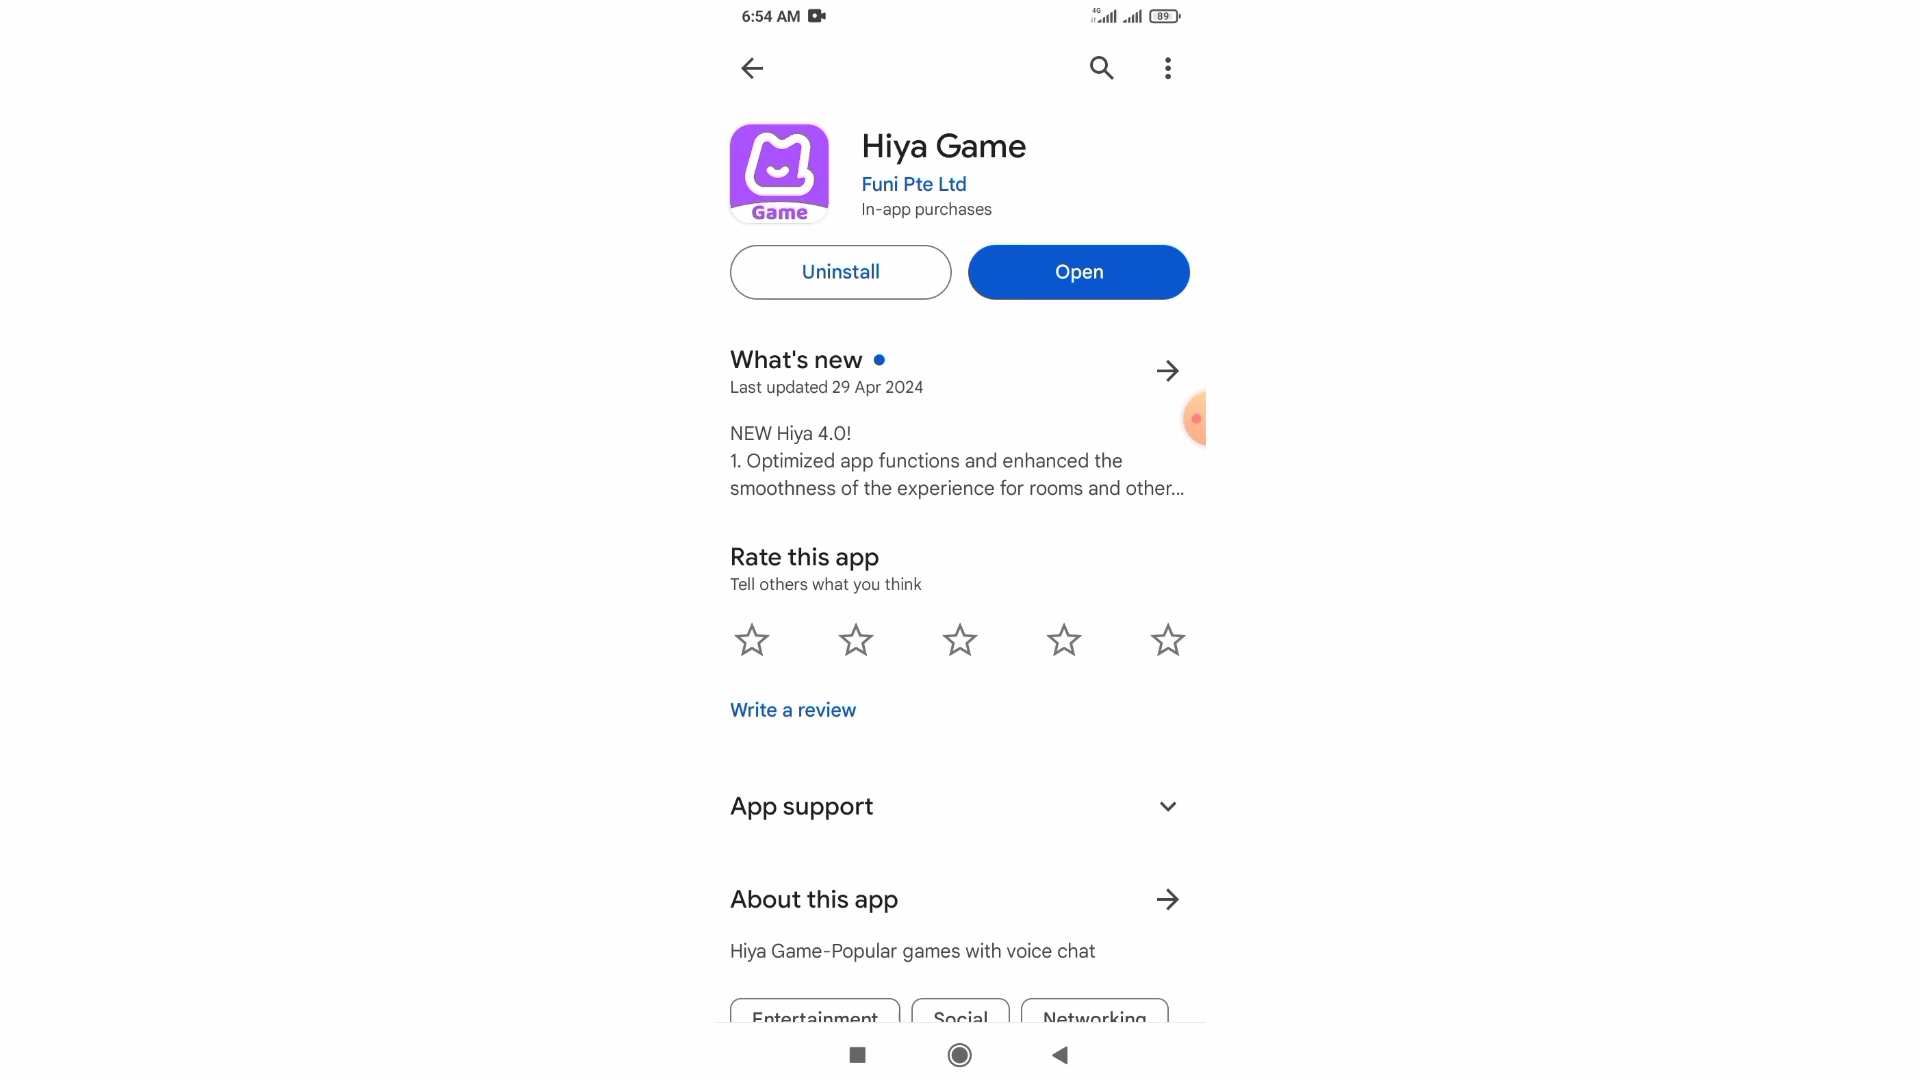 6:54 AM
4G
89
Hiya Game
Funi Pte Ltd
In-app purchases
Game
Uninstall
Open
What's new
Last updated 29 Apr 2024
NEW Hiya 4.0!
1. Optimized app functions and enhanced the
smoothness of the experience for rooms and other...
Rate this app
Tell others what you think
Write a review
App support
About this app
Hiya Game-Popular games with voice chat
Entertainment
Social
Networking